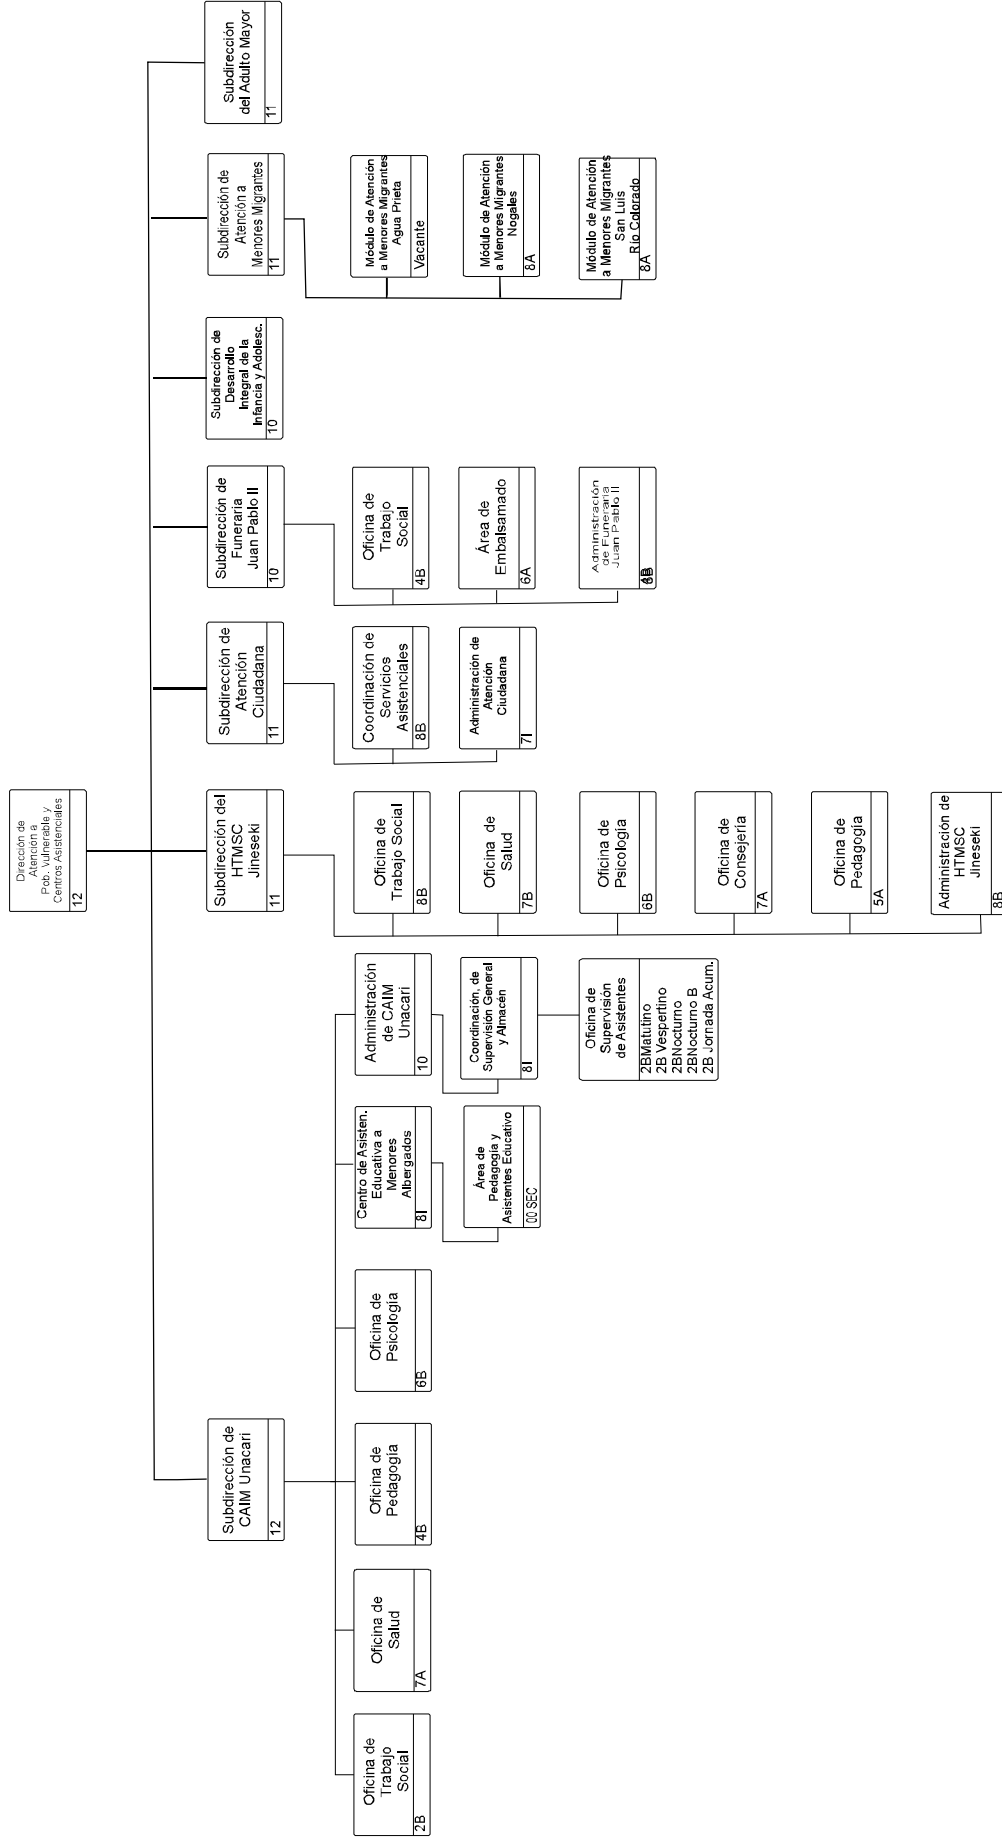 Dirección de
Atención a
Pob. Vulnerable y
Centros Asistenciales
12
Subdirección de
CAIM Unacari
12
Subdirección del
HTMSC
Jineseki
11
Subdirección de
Atención
Ciudadana
11
Subdirección de
Funeraria
Juan Pablo II
10
Subdirección de
Desarrollo
Integral de la
Infancia y Adolesc.
10
Subdirección de
Atención a
Menores Migrantes
11
Subdirección
del Adulto Mayor
11
Oficina de
Trabajo
Social
2B
Oficina de
Salud
7A
Oficina de
Pedagogía
4B
Oficina de
Psicología
6B
Centro de Asisten.
Educativa a
Menores
Albergados
8I
Área de
Pedagogía y
Asistentes Educativo
00 SEC
Administración
de CAIM
Unacari
10
Coordinación, de
Supervisión General
y Almacén
8I
Oficina de
Supervisión
de Asistentes
2BMatutino
2B Vespertino
2BNocturno
2BNocturno B
2B Jornada Acum.
Oficina de
Trabajo Social
8B
Oficina de
Salud
7B
Oficina de
Psicología
6B
Oficina de
Consejería
7A
Oficina de
Pedagogía
5A
Administración de
HTMSC
Jineseki
8B
Coordinación de
Servicios
Asistenciales
8B
Administración de
Atención
Ciudadana
7I
Oficina de
Trabajo
Social
4B
Área de
Embalsamado
6A
Administración
de Funeraria
Juan Pablo II
Módulo de Atención
a Menores Migrantes
Agua Prieta
Vacante
Módulo de Atención
a Menores Migrantes
Nogales
8A
Módulo de Atención
a Menores Migrantes
San Luis
Rio Colorado
8A